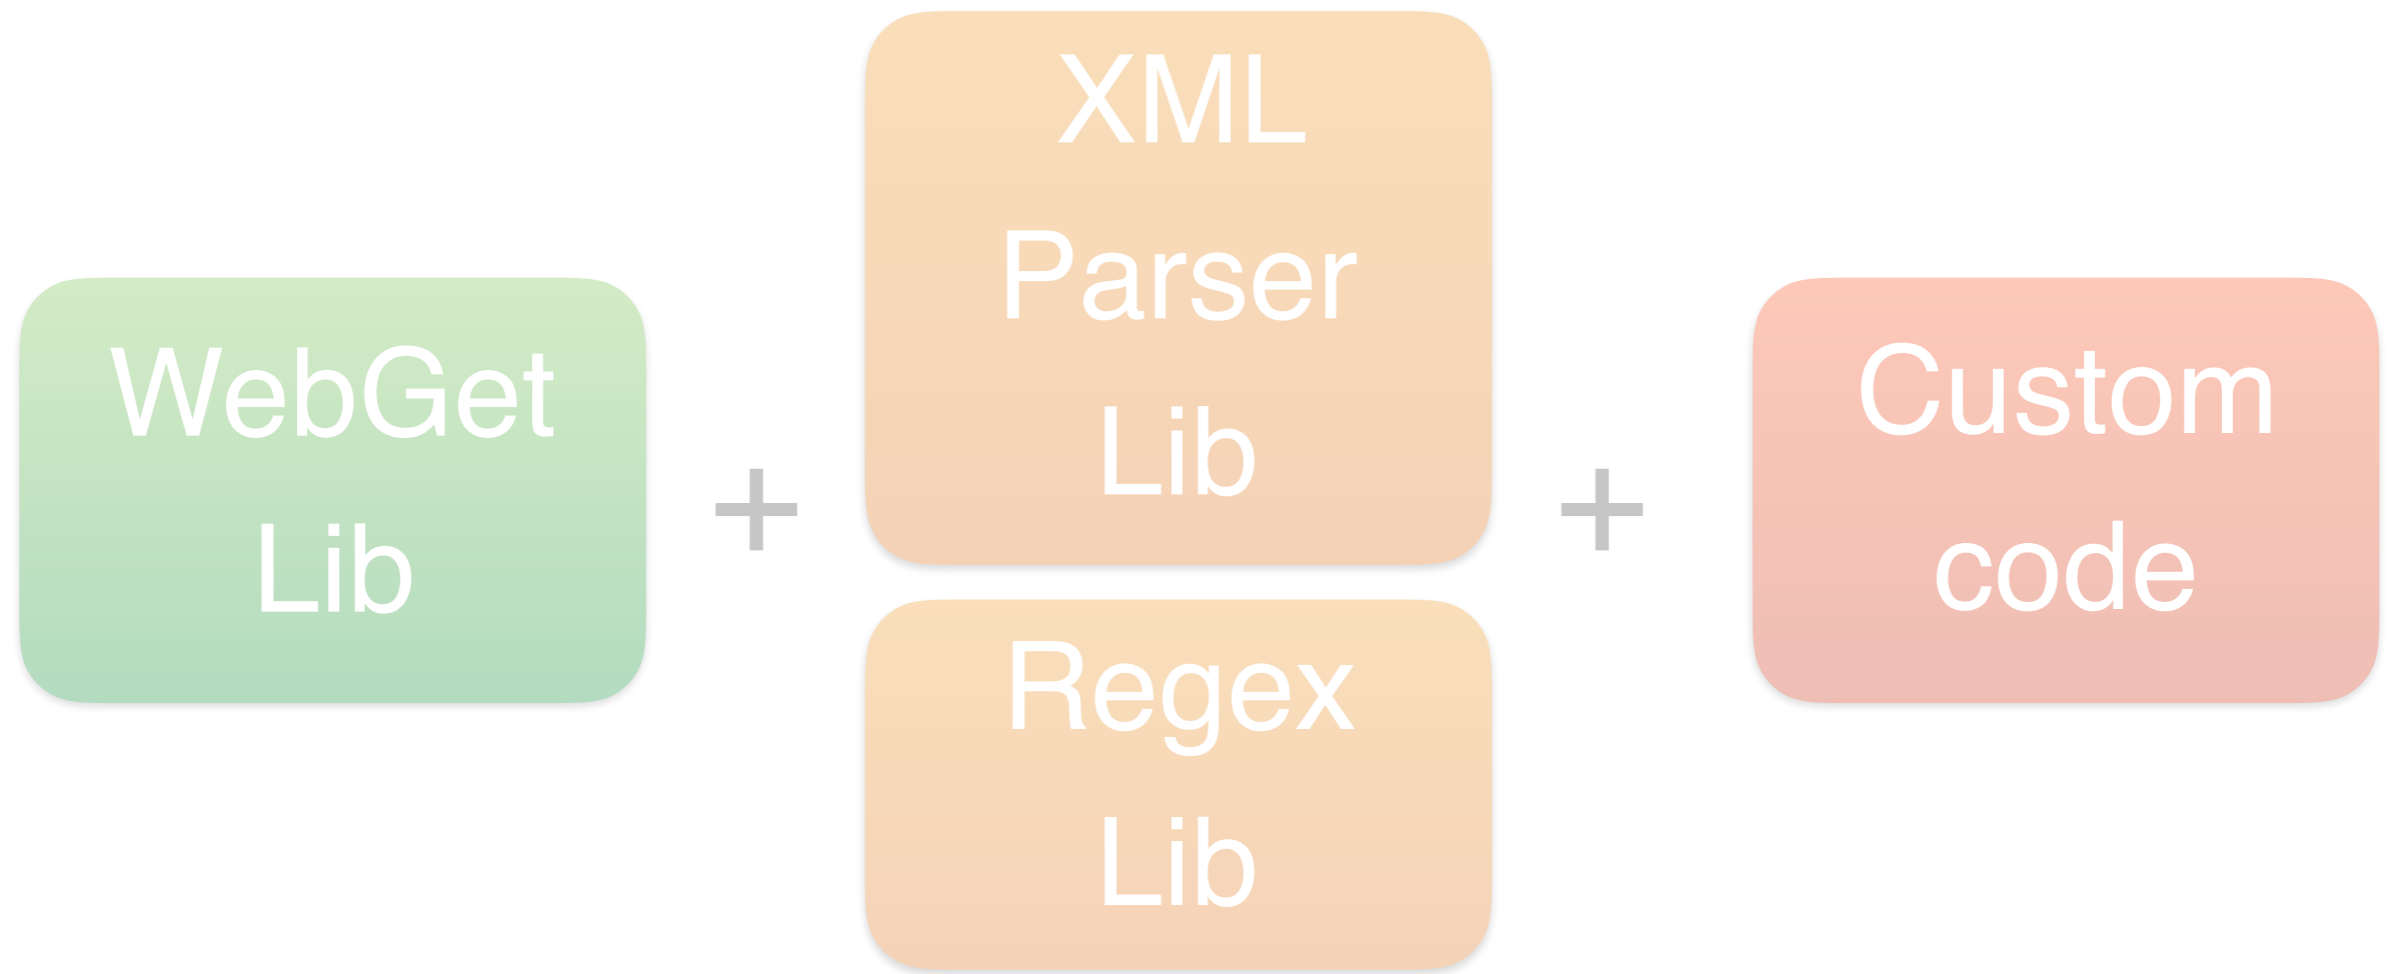 WebGet
Lib
+
XML
Parser
Lib
Regex
Lib
+
Custom
code